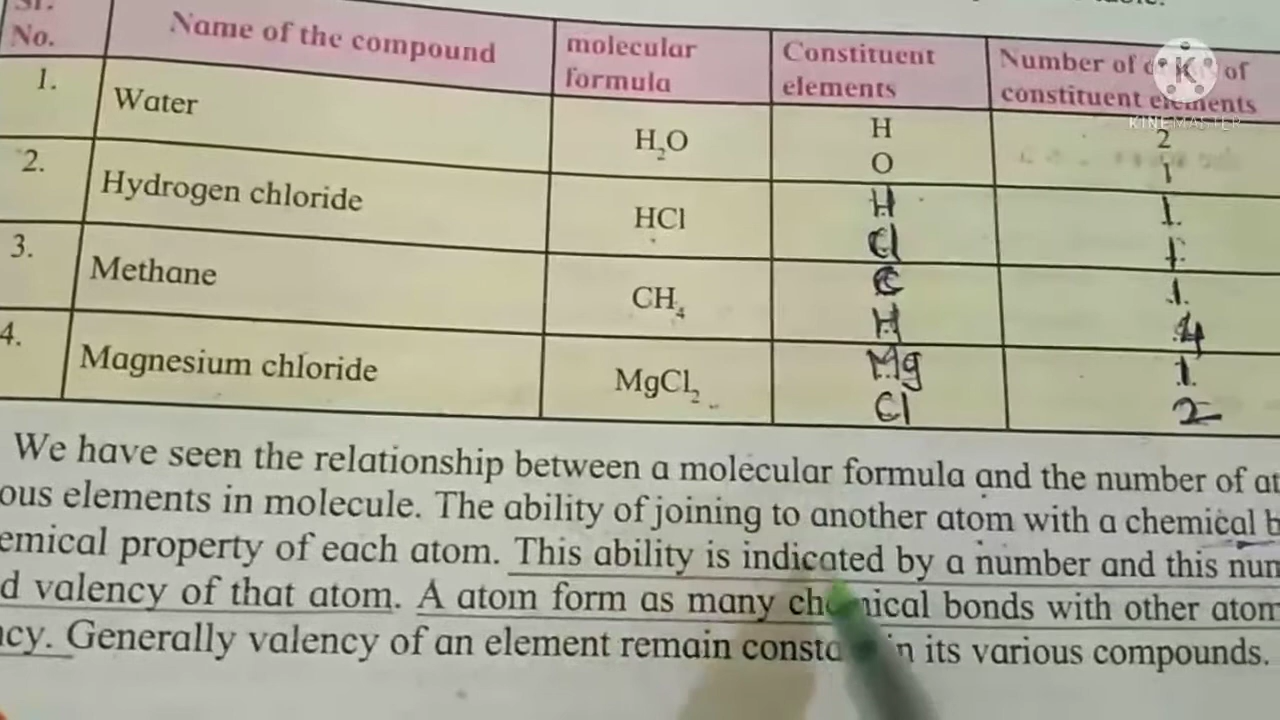 Sr. No. Name of the compound molecular formula Constituent elements Number of of constituent elements
KINEMASTER
1. Water H₂O H 2
O 1
2. Hydrogen chloride HCl H 1
Cl 1
3. Methane CH₄ C 1
H 4
4. Magnesium chloride MgCl₂ Mg 1
Cl 2
We have seen the relationship between a molecular formula and the number of at
ous elements in molecule. The ability of joining to another atom with a chemical b
emical property of each atom. This ability is indicated by a number and this num
d valency of that atom. A atom form as many chemical bonds with other atom
ncy. Generally valency of an element remain consta in its various compounds.